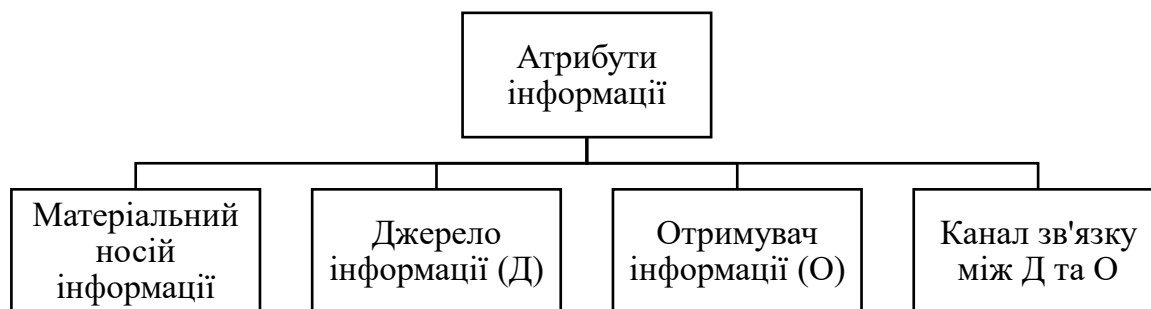 Атрибути
інформації
Матеріальний
носій
інформації
Джерело
інформації (Д)
Отримувач
інформації (О)
Канал зв'язку
між Д та О